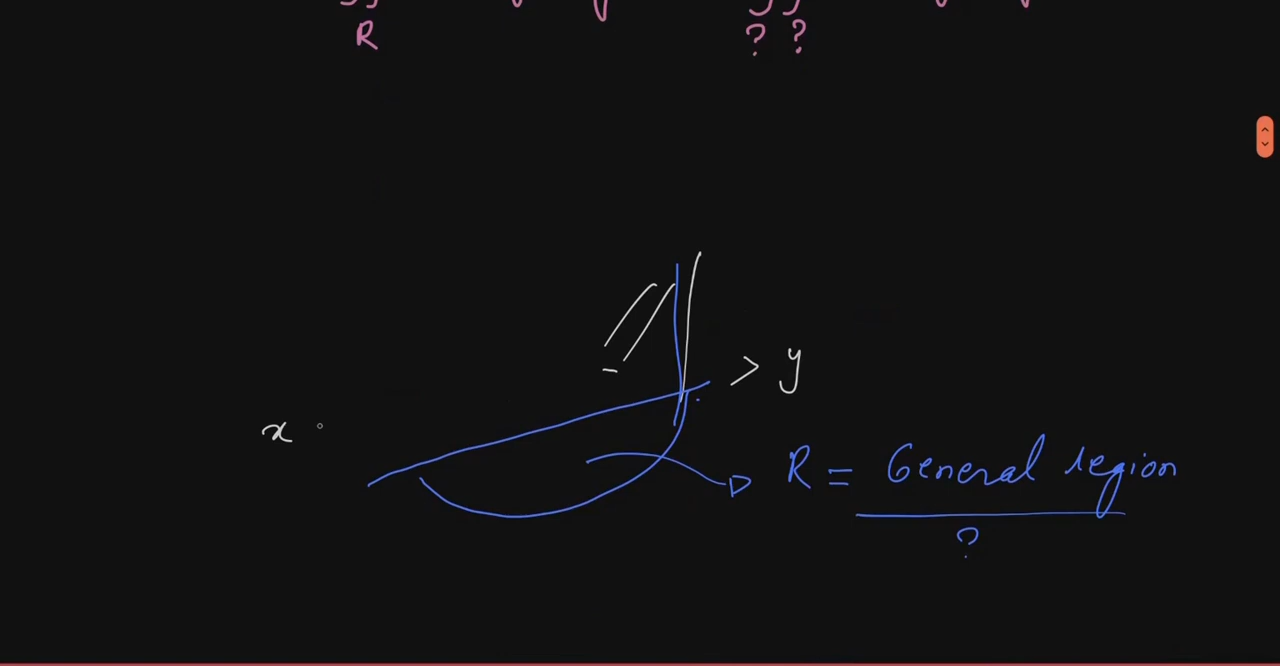 R ? ?
> y
x
R = General region
?